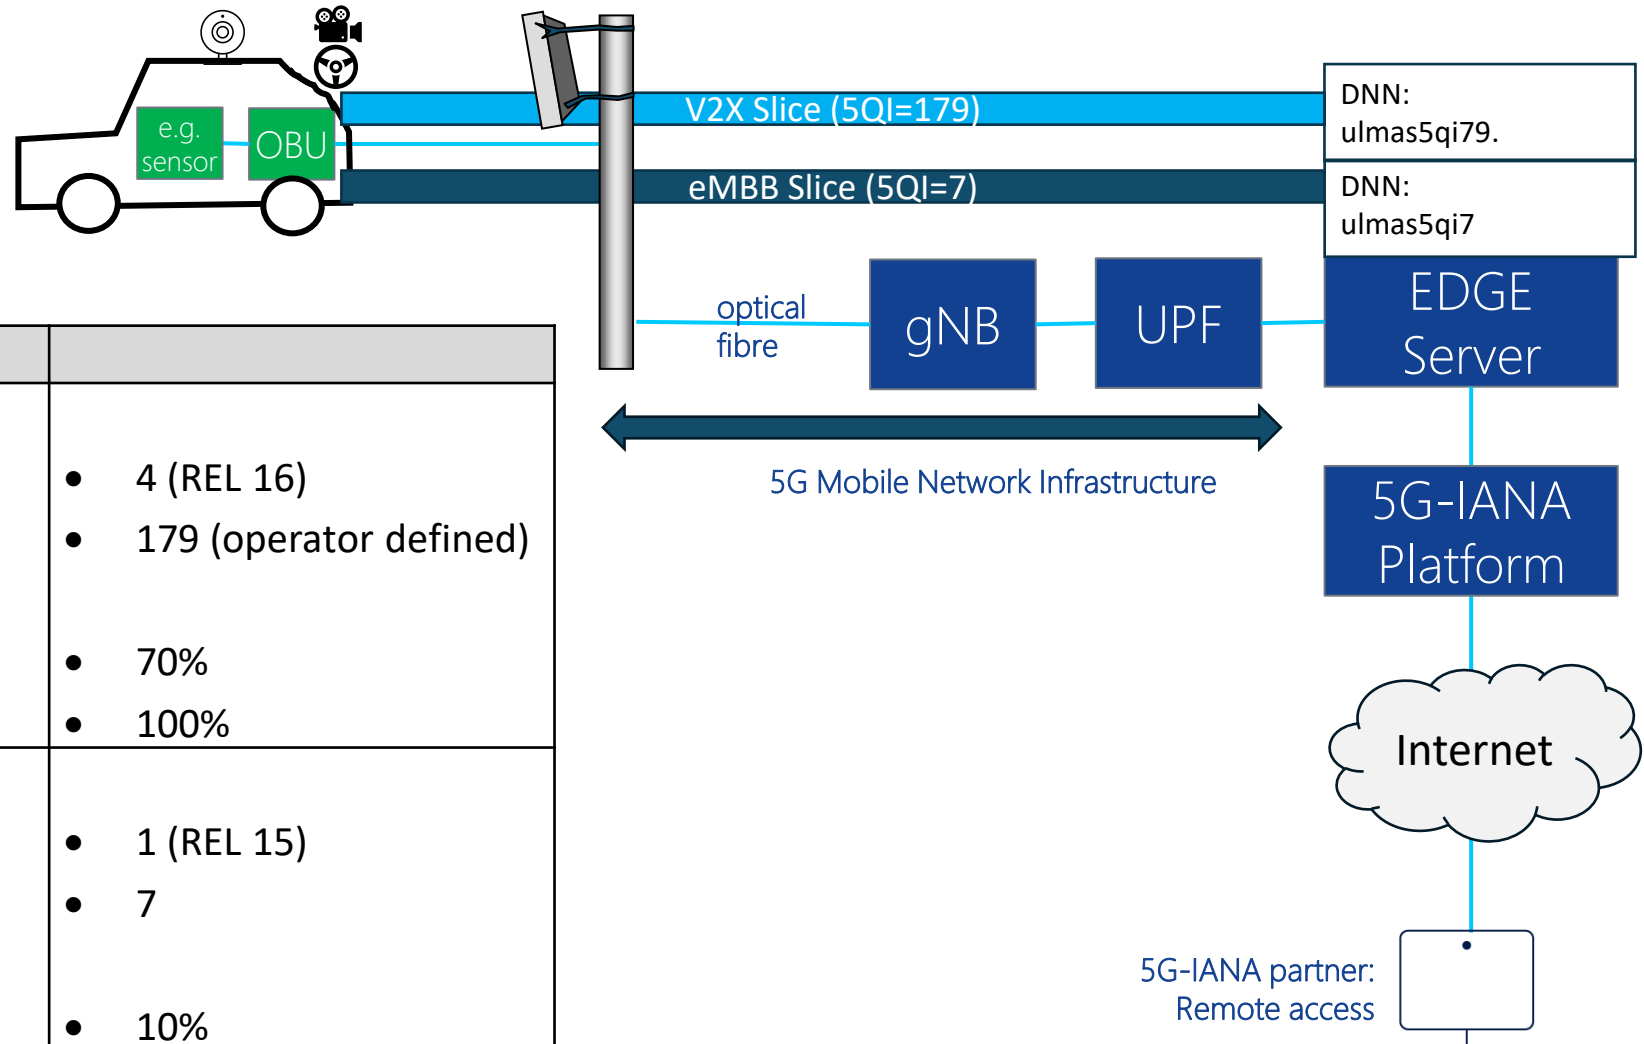 V2X Slice (5QI=179)
DNN:
ulmas5qi79.
e.g.
sensor
OBU
eMBB Slice (5QI=7)
DNN:
ulmas5qi7
optical
fibre
gNB
UPF
EDGE
Server
5G Mobile Network Infrastructure
• 4 (REL 16)
• 179 (operator defined)
• 70%
• 100%
• 1 (REL 15)
• 7
• 10%
5G-IANA
Platform
Internet
5G-IANA partner:
Remote access